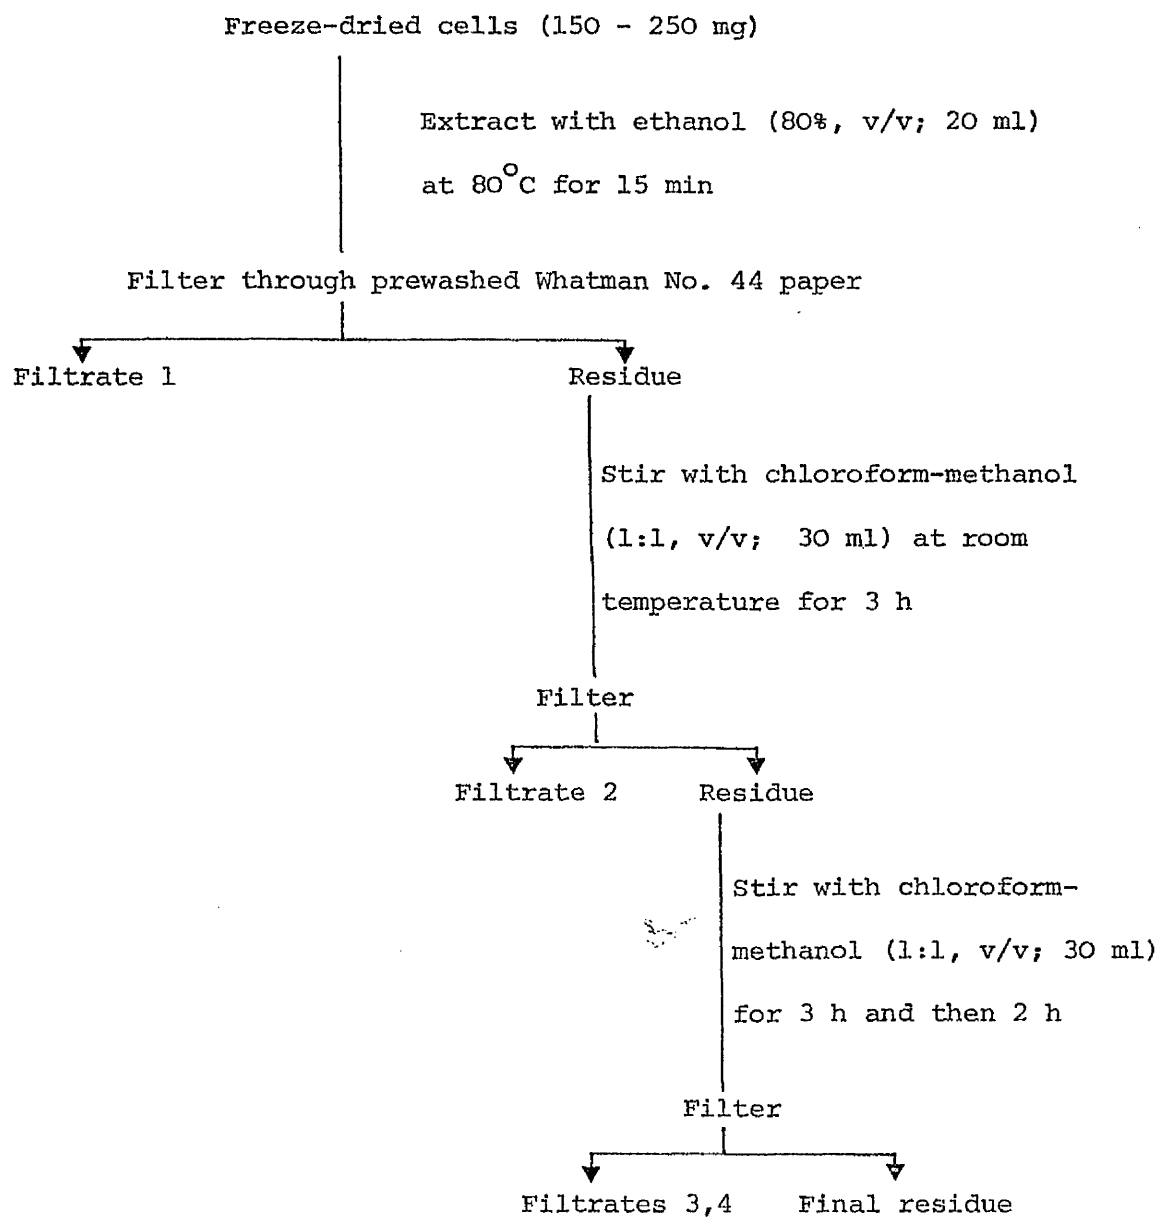 Freeze-dried cells (150 - 250 mg)
Extract with ethanol (80%, v/v; 20 ml)
at 80°C for 15 min
Filter through prewashed Whatman No. 44 paper
Filtrate 1 Residue
Stir with chloroform-methanol
(1:1, v/v; 30 ml) at room
temperature for 3 h
Filter
Filtrate 2 Residue
Stir with chloroform-
methanol (1:1, v/v; 30 ml)
for 3 h and then 2 h
Filter
Filtrates 3,4 Final residue